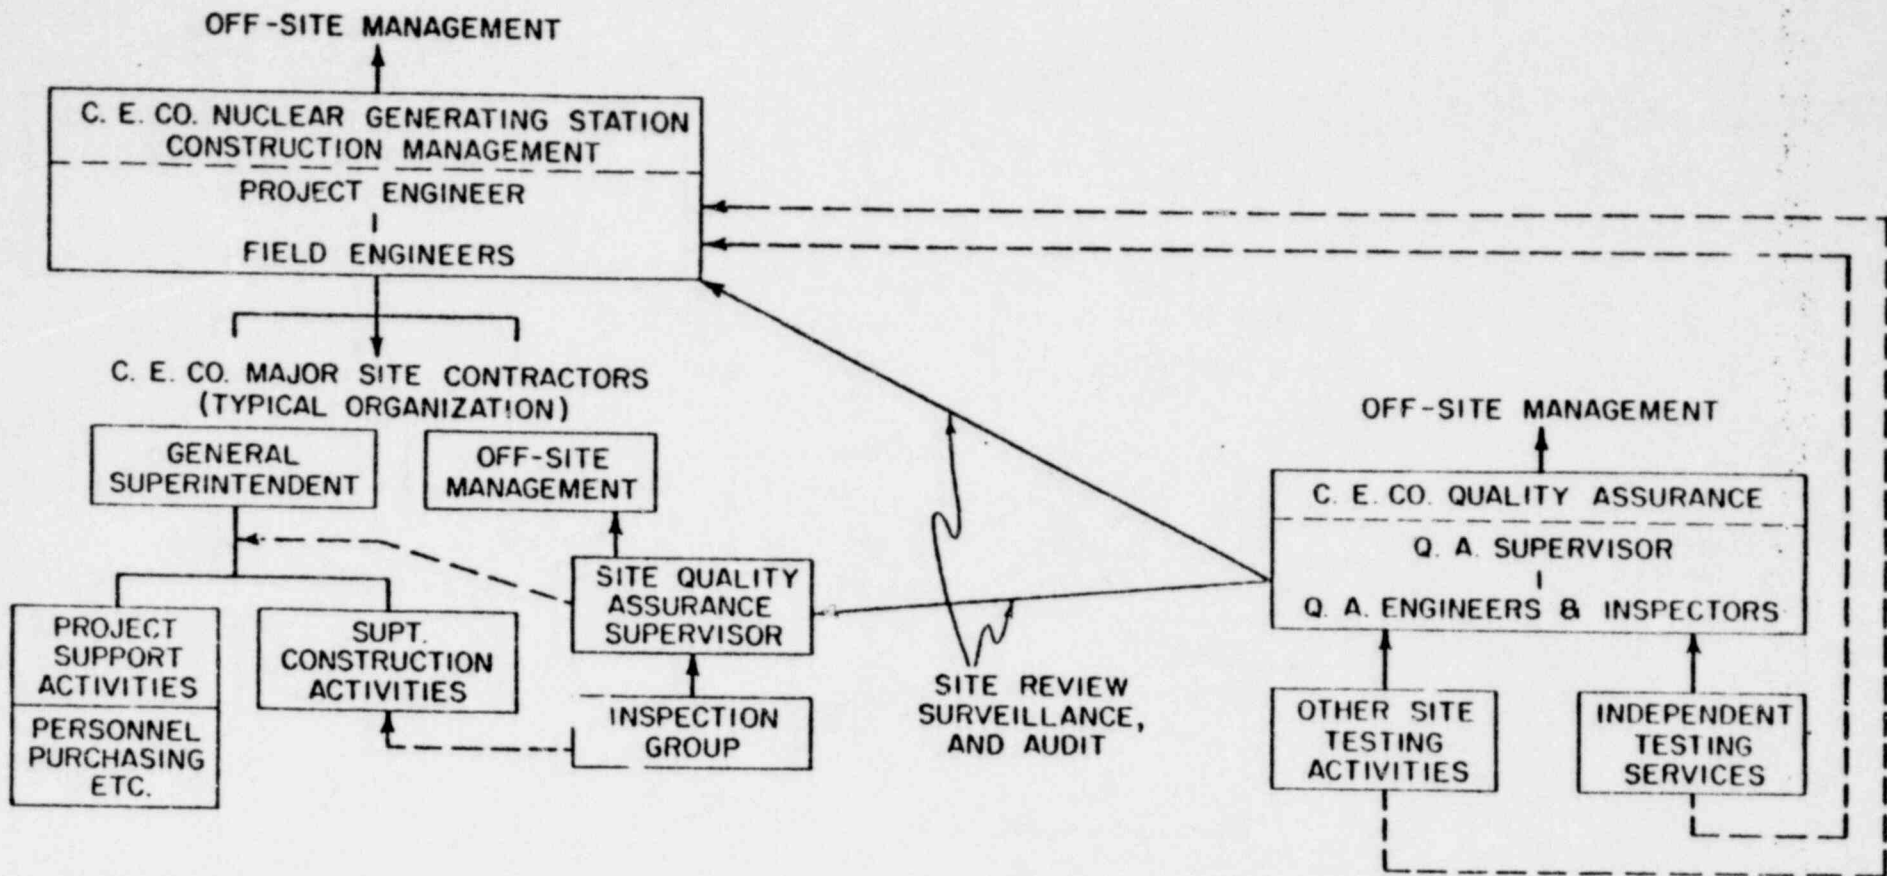 OFF-SITE MANAGEMENT
C. E. CO. NUCLEAR GENERATING STATION
CONSTRUCTION MANAGEMENT
PROJECT ENGINEER
FIELD ENGINEERS
C. E. CO. MAJOR SITE CONTRACTORS
(TYPICAL ORGANIZATION)
GENERAL
SUPERINTENDENT
OFF-SITE
MANAGEMENT
PROJECT
SUPPORT
ACTIVITIES
PERSONNEL
PURCHASING
ETC.
SUPT.
CONSTRUCTION
ACTIVITIES
SITE QUALITY
ASSURANCE
SUPERVISOR
INSPECTION
GROUP
SITE REVIEW
SURVEILLANCE,
AND AUDIT
OFF-SITE MANAGEMENT
C. E. CO. QUALITY ASSURANCE
Q. A. SUPERVISOR
Q. A. ENGINEERS & INSPECTORS
OTHER SITE
TESTING
ACTIVITIES
INDEPENDENT
TESTING
SERVICES